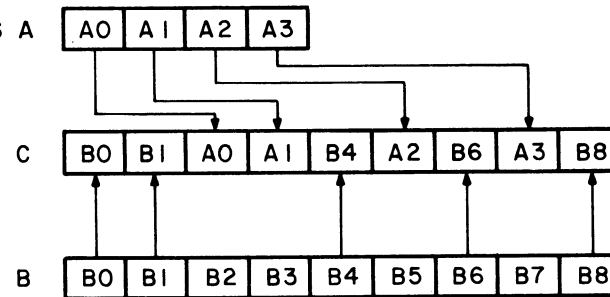 S A A0 A1 A2 A3
C B0 B1 A0 A1 B4 A2 B6 A3 B8
B B0 B1 B2 B3 B4 B5 B6 B7 B8